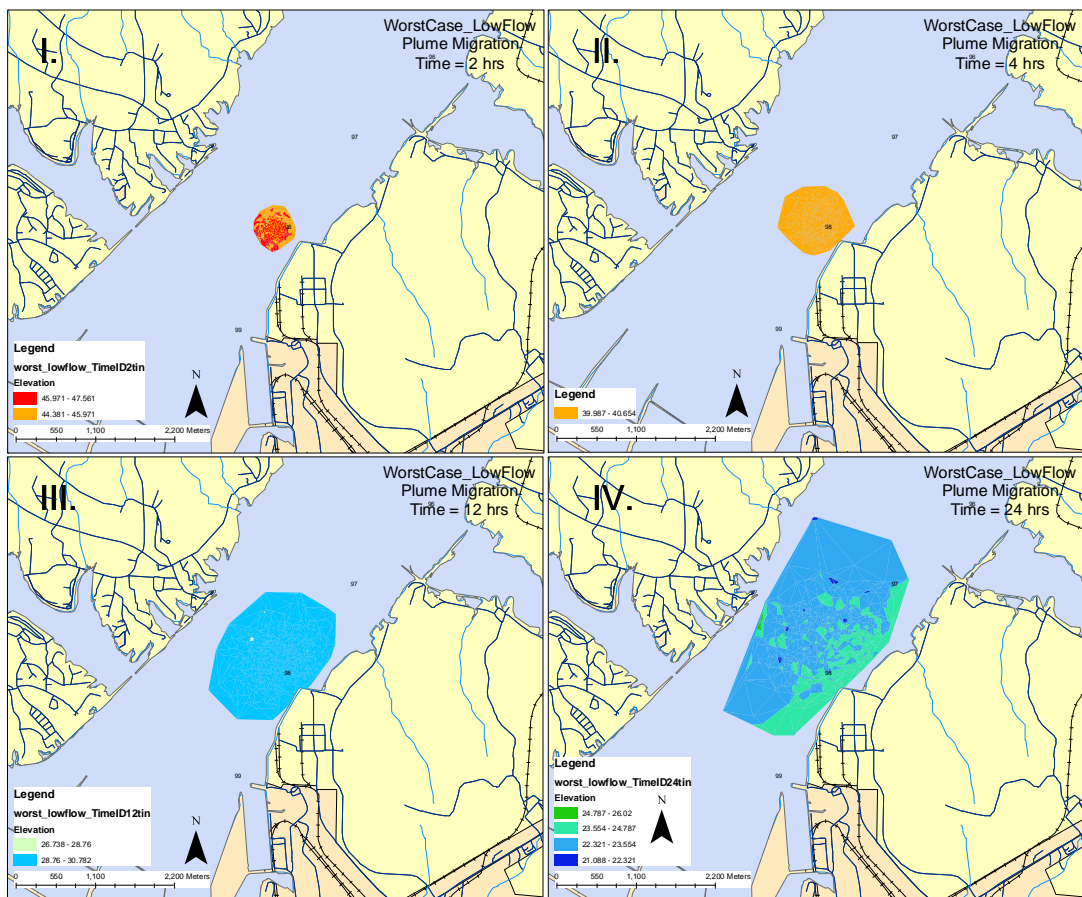 I.
WorstCase_LowFlow
Plume Migration
96
Time = 2 hrs
97
98
99
Legend
worst_lowflow_TimeID2tin
Elevation
45.971 - 47.561
44.381 - 45.971
N
0 550 1,100 2,200 Meters
II.
WorstCase_LowFlow
Plume Migration
96
Time = 4 hrs
97
98
99
Legend
39.987 - 40.654
N
0 550 1,100 2,200 Meters
III.
WorstCase_LowFlow
Plume Migration
96
Time = 12 hrs
97
98
99
Legend
worst_lowflow_TimeID12tin
Elevation
26.738 - 28.76
28.76 - 30.782
N
0 550 1,100 2,200 Meters
IV.
WorstCase_LowFlow
Plume Migration
96
Time = 24 hrs
97
98
99
Legend
worst_lowflow_TimeID24tin
Elevation
24.787 - 26.02
23.554 - 24.787
22.321 - 23.554
21.088 - 22.321
N
0 550 1,100 2,200 Meters